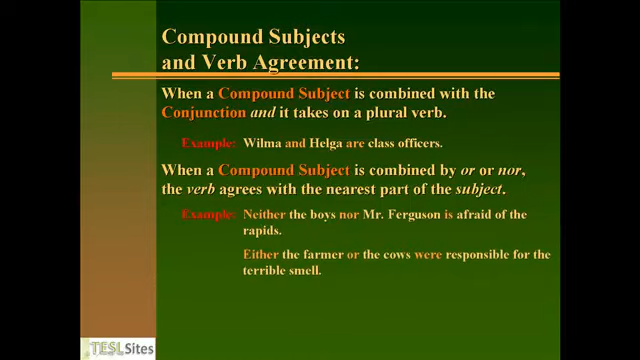 Compound Subjects
and Verb Agreement:
When a Compound Subject is combined with the
Conjunction and it takes on a plural verb.
Example: Wilma and Helga are class officers.
When a Compound Subject is combined by or or nor,
the verb agrees with the nearest part of the subject.
Example: Neither the boys nor Mr. Ferguson is afraid of the
rapids.
Either the farmer or the cows were responsible for the
terrible smell.
iTESLSites